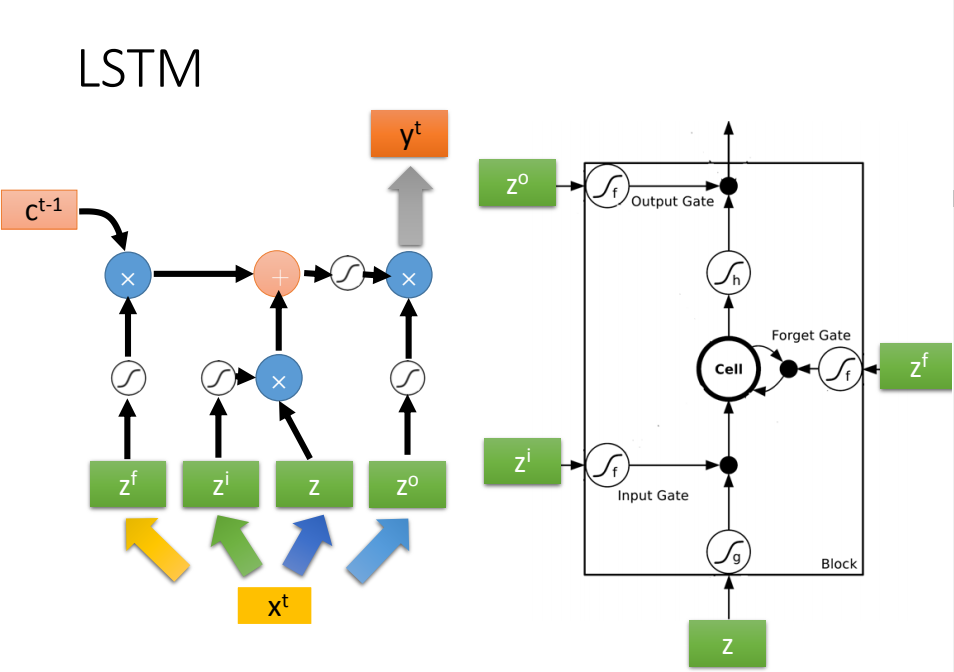 LSTM
y^t
c^t-1
×
+
×
×
z^f
z^i
z
z^o
x^t
z^o
f
Output Gate
h
Forget Gate
Cell
f
z^f
z^i
f
Input Gate
g
Block
z